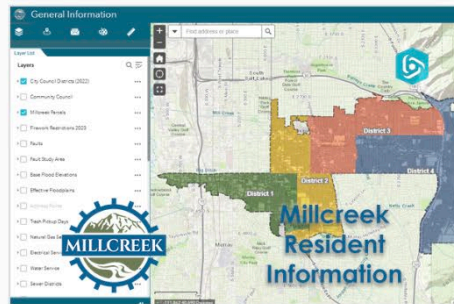 General Information
Find address or place
Layer List
Layers
City Council Districts (2022)
Community Council
Millcreek Parcels
Firework Restrictions 2023
Faults
Fault Study Area
Base Flood Elevations
Effective Floodplains
Trash Pickup Days
Natural Gas
Electrical Service
Water Service
Sewer Districts
District 1
District 2
District 3
District 4
Murray
MILLCREEK
Millcreek
Resident
Information